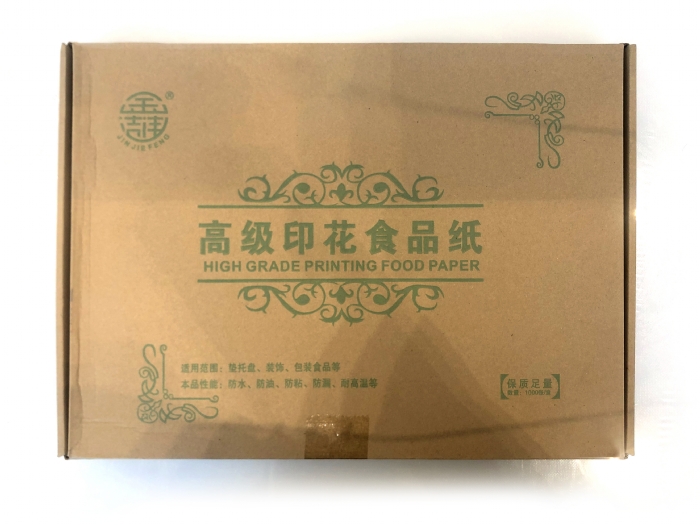 ®
JIN JIE FENG
高级印花食品纸
HIGH GRADE PRINTING FOOD PAPER
适用范围：垫托盘、装饰、包装食品等
本品性能：防水、防油、防粘、防漏、耐高温等
【保质足量】